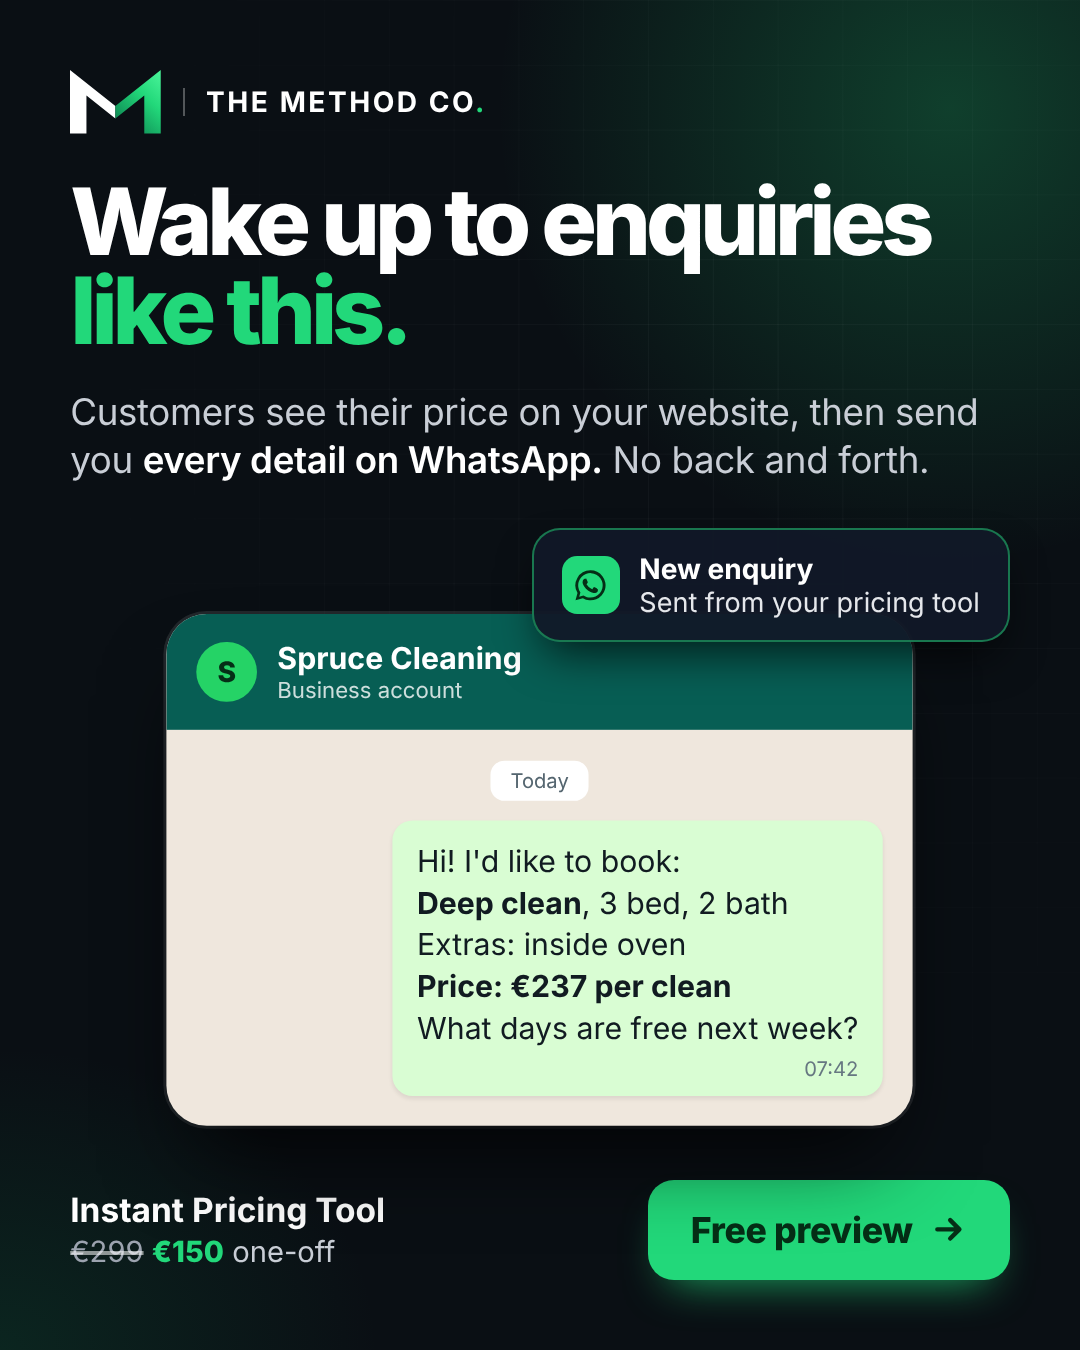 THE METHOD CO.
Wake up to enquiries
like this.
Customers see their price on your website, then send
you every detail on WhatsApp. No back and forth.
New enquiry
Sent from your pricing tool
S
Spruce Cleaning
Business account
Today
Hi! I'd like to book:
Deep clean, 3 bed, 2 bath
Extras: inside oven
Price: €237 per clean
What days are free next week?
07:42
Instant Pricing Tool
€299 €150 one-off
Free preview →